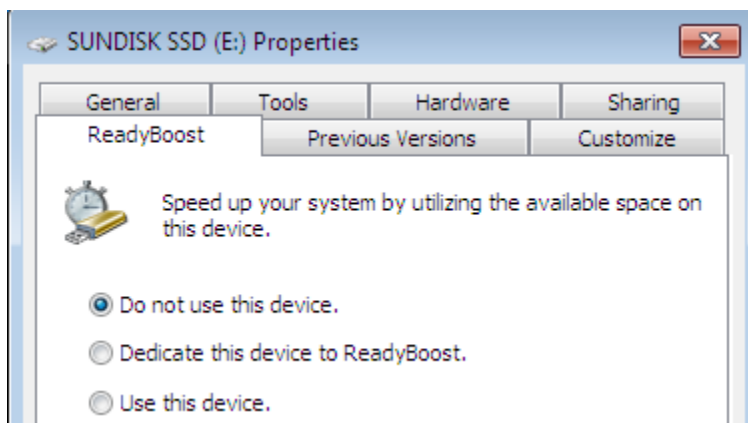 SUNDISK SSD (E:) Properties
General Tools Hardware Sharing
ReadyBoost Previous Versions Customize
Speed up your system by utilizing the available space on
this device.
Do not use this device.
Dedicate this device to ReadyBoost.
Use this device.